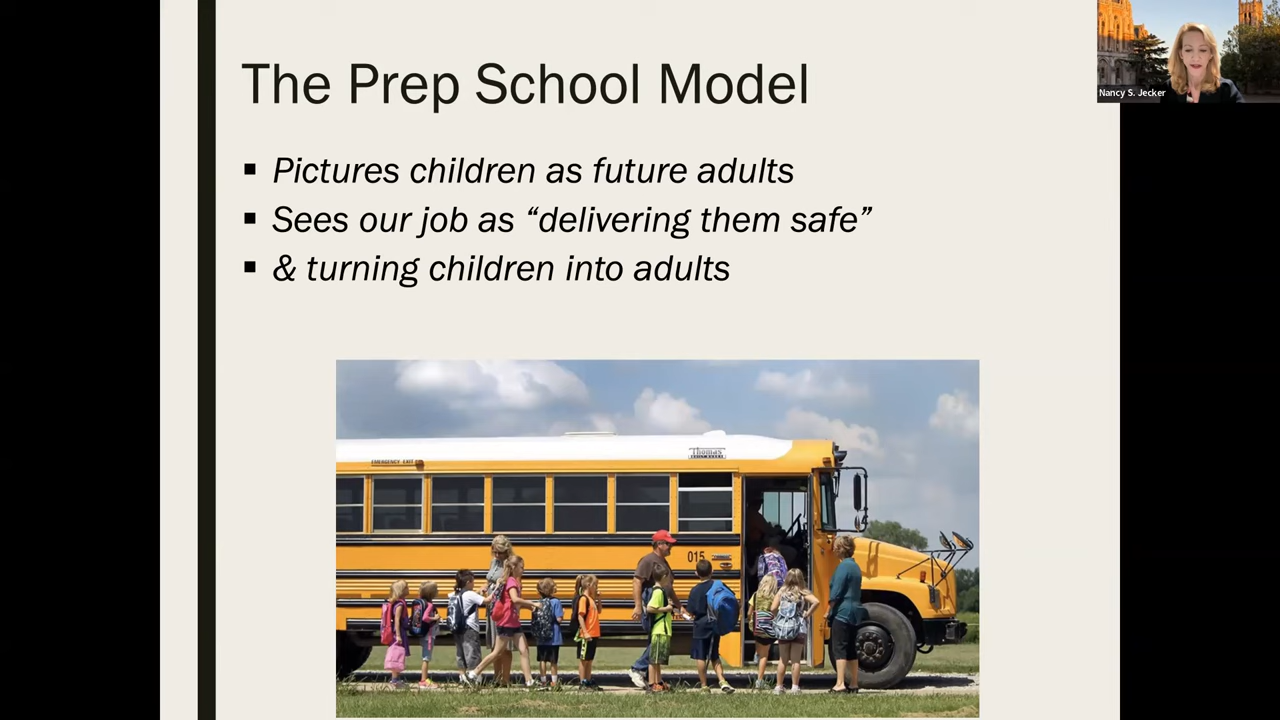 The Prep School Model
Nancy S. Jecker
▪ Pictures children as future adults
▪ Sees our job as “delivering them safe”
▪ & turning children into adults
EMERGENCY EXIT
Thomas
015